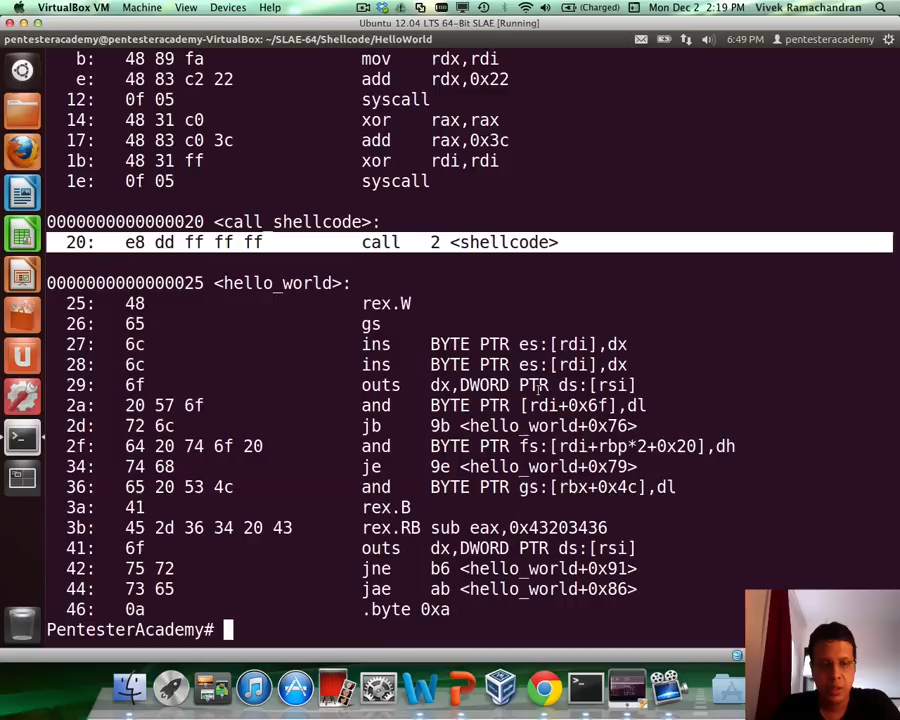 VirtualBox VM Machine View Devices Help (Charged) Mon Dec 2 2:19 PM Vivek Ramachandran
Ubuntu 12.04 LTS 64-Bit SLAE [Running]
pentesteracademy@pentesteracademy-VirtualBox: ~/SLAE-64/Shellcode/HelloWorld 6:49 PM pentesteracademy
b: 48 89 fa mov rdx,rdi
e: 48 83 c2 22 add rdx,0x22
12: 0f 05 syscall
14: 48 31 c0 xor rax,rax
17: 48 83 c0 3c add rax,0x3c
1b: 48 31 ff xor rdi,rdi
1e: 0f 05 syscall
0000000000000020 <call_shellcode>:
20: e8 dd ff ff ff call 2 <shellcode>
0000000000000025 <hello_world>:
25: 48 rex.W
26: 65 gs
27: 6c ins BYTE PTR es:[rdi],dx
28: 6c ins BYTE PTR es:[rdi],dx
29: 6f outs dx,DWORD PTR ds:[rsi]
2a: 20 57 6f and BYTE PTR [rdi+0x6f],dl
2d: 72 6c jb 9b <hello_world+0x76>
2f: 64 20 74 6f 20 and BYTE PTR fs:[rdi+rbp*2+0x20],dh
34: 74 68 je 9e <hello_world+0x79>
36: 65 20 53 4c and BYTE PTR gs:[rbx+0x4c],dl
3a: 41 rex.B
3b: 45 2d 36 34 20 43 rex.RB sub eax,0x43203436
41: 6f outs dx,DWORD PTR ds:[rsi]
42: 75 72 jne b6 <hello_world+0x91>
44: 73 65 jae ab <hello_world+0x86>
46: 0a .byte 0xa
PentesterAcademy#